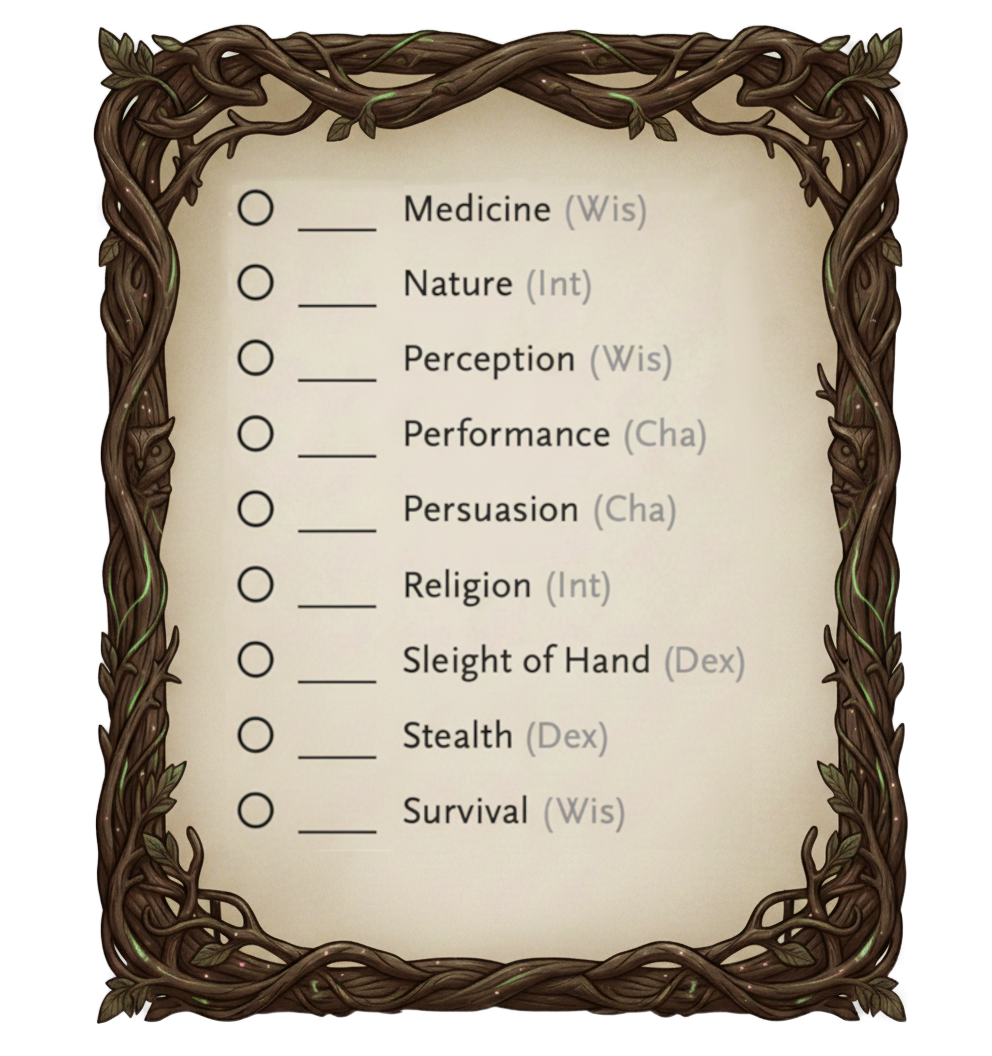 Medicine (Wis)
Nature (Int)
Perception (Wis)
Performance (Cha)
Persuasion (Cha)
Religion (Int)
Sleight of Hand (Dex)
Stealth (Dex)
Survival (Wis)